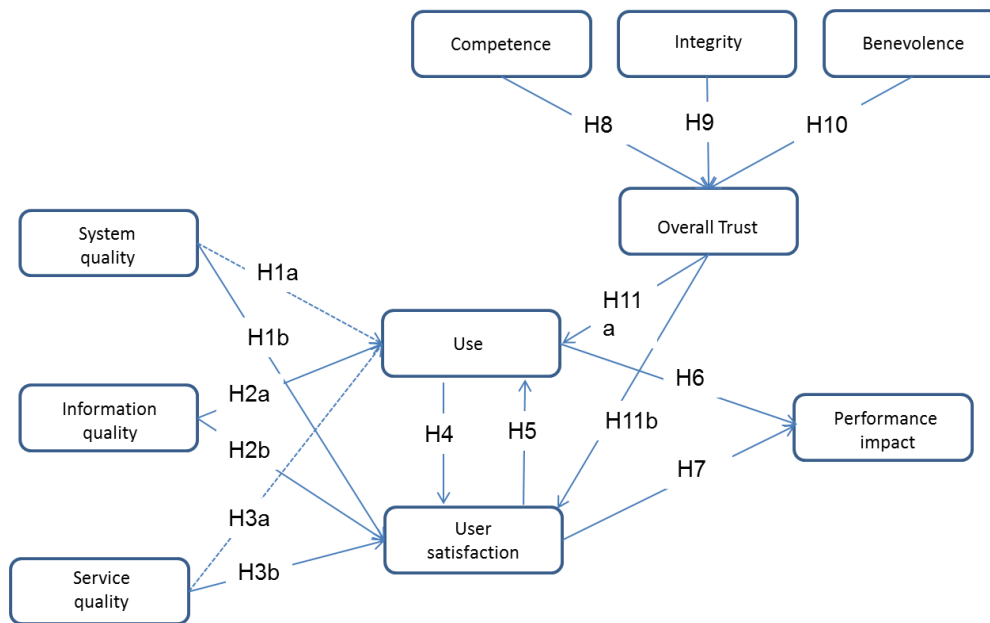 Competence
Integrity
Benevolence
H8
H9
H10
Overall Trust
System
quality
H1a
H11
a
H1b
Use
H2a
H6
Information
quality
H2b
H4
H5
H11b
Performance
impact
H7
H3a
User
satisfaction
H3b
Service
quality